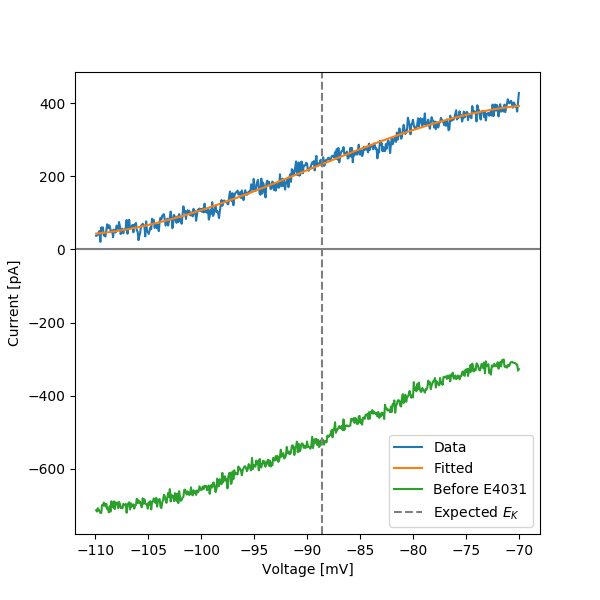 Current [pA]
400
200
0
−200
−400
−600
−110
−105
−100
−95
−90
−85
−80
−75
−70
Voltage [mV]
Data
Fitted
Before E4031
Expected E_K